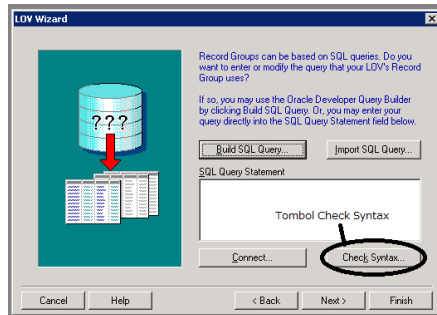 LOV Wizard
Record Groups can be based on SQL queries. Do you
want to enter or modify the query that your LOV's Record
Group uses?
If so, you may use the Oracle Developer Query Builder
by clicking Build SQL Query. Or, you may enter your
query directly into the SQL Query Statement field below.
???
Build SQL Query...
Import SQL Query...
SQL Query Statement
Tombol Check Syntax
Connect...
Check Syntax...
Cancel
Help
< Back
Next >
Finish